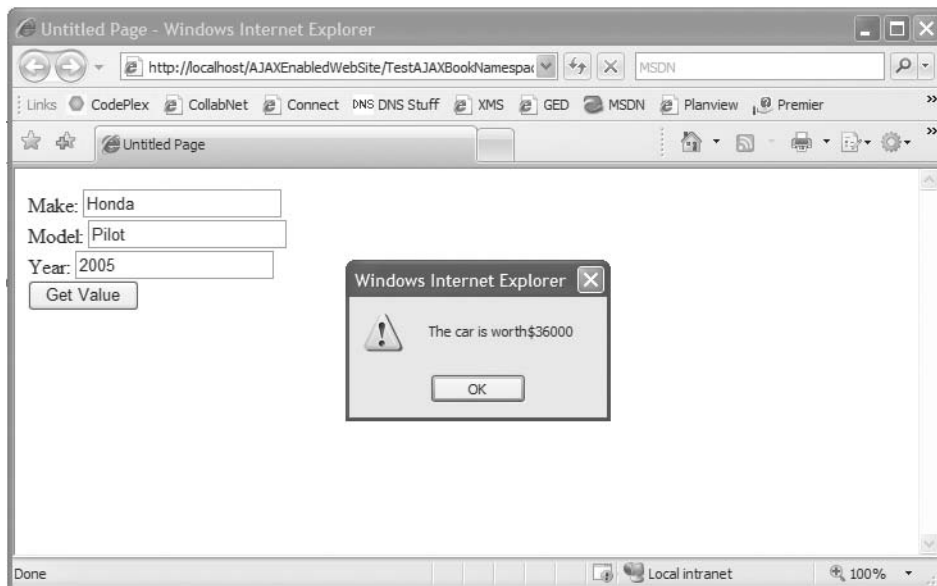 Untitled Page - Windows Internet Explorer
http://localhost/AJAXEnabledWebSite/TestAJAXBookNamespac
MSDN
Links CodePlex CollabNet Connect DNS DNS Stuff XMS GED MSDN Planview Premier »
Untitled Page »
Make: Honda
Model: Pilot
Year: 2005
Get Value
Windows Internet Explorer
The car is worth$36000
OK
Done Local intranet 100%